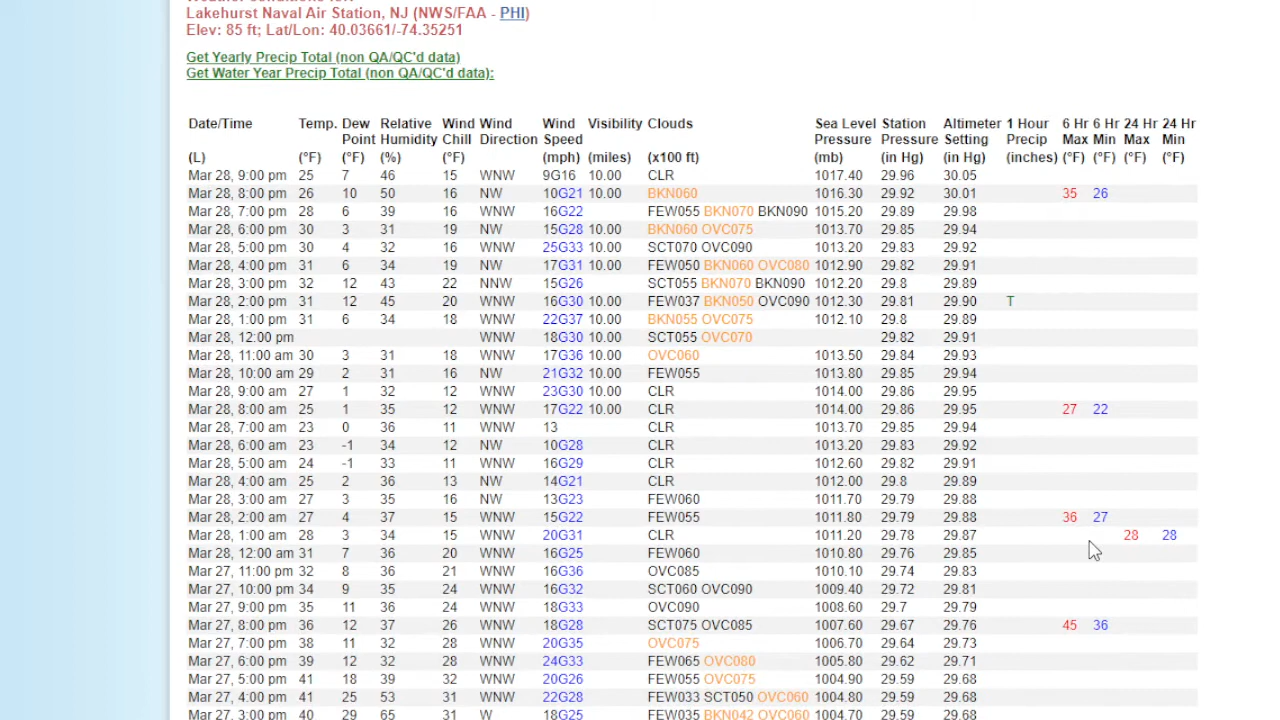 Lakehurst Naval Air Station, NJ (NWS/FAA - PHI)
Elev: 85 ft; Lat/Lon: 40.03661/-74.35251
Get Yearly Precip Total (non QA/QC'd data)
Get Water Year Precip Total (non QA/QC'd data):
Date/Time Temp. Dew Relative Wind Wind Wind Visibility Clouds Sea Level Station Altimeter 1 Hour 6 Hr 6 Hr 24 Hr 24 Hr
Point Humidity Chill Direction Speed Pressure Pressure Setting Precip Max Min Max Min
(L) (°F) (°F) (%) (°F) (mph) (miles) (x100 ft) (mb) (in Hg) (in Hg) (inches) (°F) (°F) (°F) (°F)
Mar 28, 9:00 pm 25 7 46 15 WNW 9G16 10.00 CLR 1017.40 29.96 30.05
Mar 28, 8:00 pm 26 10 50 16 NW 10G21 10.00 BKN060 1016.30 29.92 30.01 35 26
Mar 28, 7:00 pm 28 6 39 16 WNW 16G22 FEW055 BKN070 BKN090 1015.20 29.89 29.98
Mar 28, 6:00 pm 30 3 31 19 NW 15G28 10.00 BKN060 OVC075 1013.70 29.85 29.94
Mar 28, 5:00 pm 30 4 32 16 WNW 25G33 10.00 SCT070 OVC090 1013.20 29.83 29.92
Mar 28, 4:00 pm 31 6 34 19 NW 17G31 10.00 FEW050 BKN060 OVC080 1012.90 29.82 29.91
Mar 28, 3:00 pm 32 12 43 22 NNW 15G26 SCT055 BKN070 BKN090 1012.20 29.8 29.89
Mar 28, 2:00 pm 31 12 45 20 WNW 16G30 10.00 FEW037 BKN050 OVC090 1012.30 29.81 29.90 T
Mar 28, 1:00 pm 31 6 34 18 WNW 22G37 10.00 BKN055 OVC075 1012.10 29.8 29.89
Mar 28, 12:00 pm WNW 18G30 10.00 SCT055 OVC070 29.82 29.91
Mar 28, 11:00 am 30 3 31 18 WNW 17G36 10.00 OVC060 1013.50 29.84 29.93
Mar 28, 10:00 am 29 2 31 16 NW 21G32 10.00 FEW055 1013.80 29.85 29.94
Mar 28, 9:00 am 27 1 32 12 WNW 23G30 10.00 CLR 1014.00 29.86 29.95
Mar 28, 8:00 am 25 1 35 12 WNW 17G22 10.00 CLR 1014.00 29.86 29.95 27 22
Mar 28, 7:00 am 23 0 36 11 WNW 13 CLR 1013.70 29.85 29.94
Mar 28, 6:00 am 23 -1 34 12 NW 10G28 CLR 1013.20 29.83 29.92
Mar 28, 5:00 am 24 -1 33 11 WNW 16G29 CLR 1012.60 29.82 29.91
Mar 28, 4:00 am 25 2 36 13 NW 14G21 CLR 1012.00 29.8 29.89
Mar 28, 3:00 am 27 3 35 16 NW 13G23 FEW060 1011.70 29.79 29.88
Mar 28, 2:00 am 27 4 37 15 WNW 15G22 FEW055 1011.80 29.79 29.88 36 27
Mar 28, 1:00 am 28 3 34 15 WNW 20G31 CLR 1011.20 29.78 29.87 28 28
Mar 28, 12:00 am 31 7 36 20 WNW 16G25 FEW060 1010.80 29.76 29.85
Mar 27, 11:00 pm 32 8 36 21 WNW 16G36 OVC085 1010.10 29.74 29.83
Mar 27, 10:00 pm 34 9 35 24 WNW 16G32 SCT060 OVC090 1009.40 29.72 29.81
Mar 27, 9:00 pm 35 11 36 24 WNW 18G33 OVC090 1008.60 29.7 29.79
Mar 27, 8:00 pm 36 12 37 26 WNW 18G28 SCT075 OVC085 1007.60 29.67 29.76 45 36
Mar 27, 7:00 pm 38 11 32 28 WNW 20G35 OVC075 1006.70 29.64 29.73
Mar 27, 6:00 pm 39 12 32 28 WNW 24G33 FEW065 OVC080 1005.80 29.62 29.71
Mar 27, 5:00 pm 41 18 39 32 WNW 20G26 FEW055 OVC075 1004.90 29.59 29.68
Mar 27, 4:00 pm 41 25 53 31 WNW 22G28 FEW033 SCT050 OVC060 1004.80 29.59 29.68
Mar 27, 3:00 pm 40 29 65 31 W 18G25 FEW035 BKN042 OVC060 1004.70 29.59 29.68